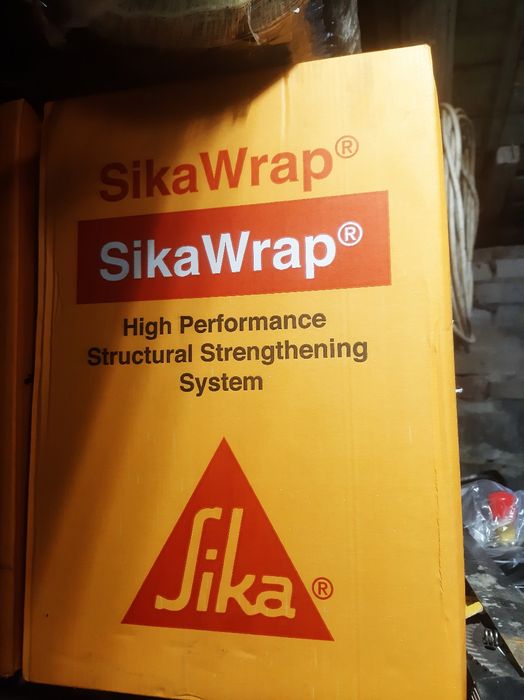 SikaWrap®
SikaWrap®
High Performance
Structural Strengthening
System
Sika®